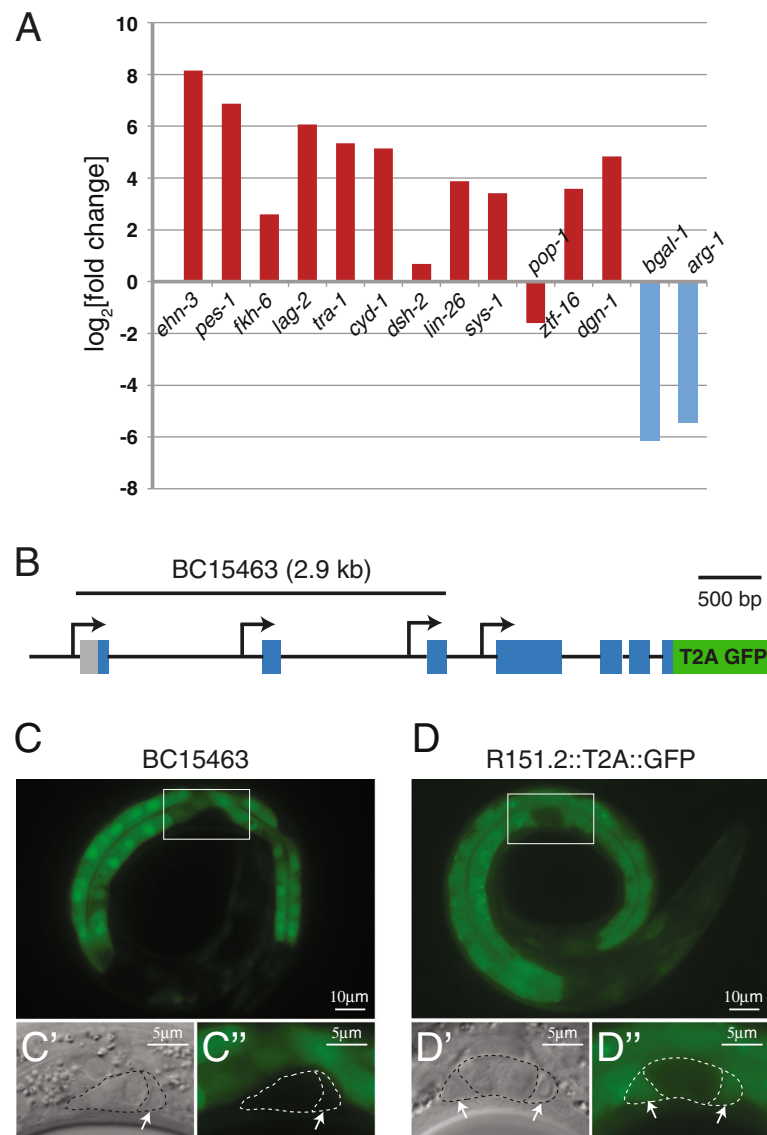 A
10
8
6
4
2
0
-2
-4
-6
-8
log2[fold change]
ehn-3
pes-1
fkh-6
lag-2
tra-1
cyd-1
dsh-2
lin-26
sys-1
pop-1
ztf-16
dgn-1
bgal-1
arg-1
B
BC15463 (2.9 kb)
500 bp
T2A GFP
C
BC15463
10µm
C'
5µm
C"
5µm
D
R151.2::T2A::GFP
10µm
D'
5µm
D"
5µm